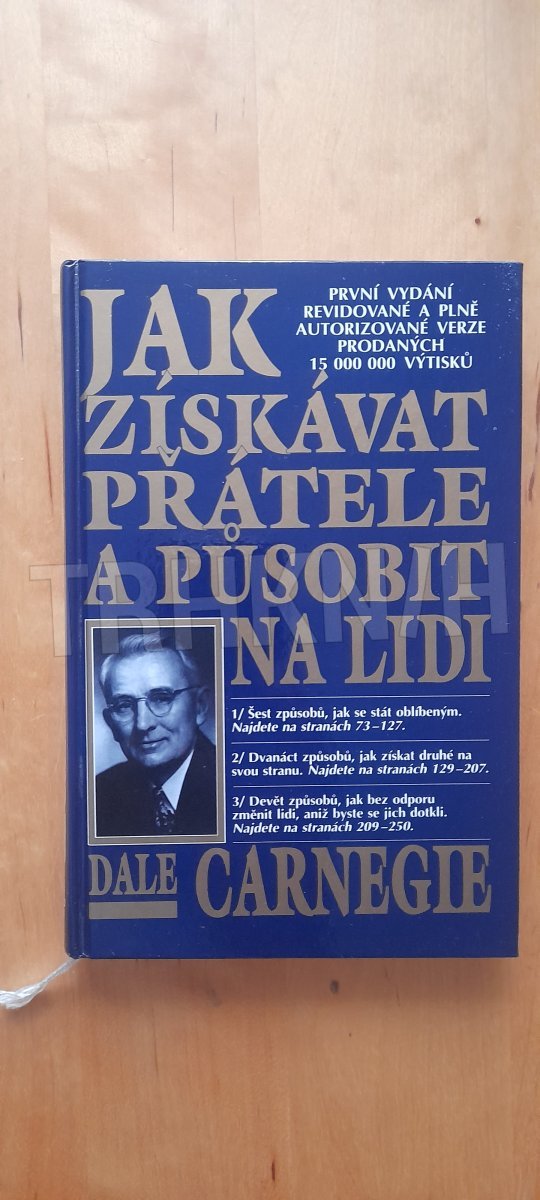 JAK
PRVNÍ VYDÁNÍ
REVIDOVANÉ A PLNĚ
AUTORIZOVANÉ VERZE
PRODANÝCH
15 000 000 VÝTISKŮ
ZÍSKÁVAT
PŘÁTELE
A PŮSOBIT
NA LIDI
1/ Šest způsobů, jak se stát oblíbeným.
Najdete na stranách 73–127.
2/ Dvanáct způsobů, jak získat druhé na
svou stranu. Najdete na stranách 129–207.
3/ Devět způsobů, jak bez odporu
změnit lidi, aniž byste se jich dotkli.
Najdete na stranách 209–250.
DALE CARNEGIE